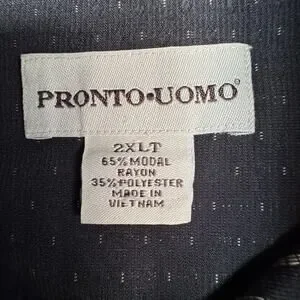 PRONTO•UOMO®
2XLT
65% MODAL
RAYON
35% POLYESTER
MADE IN
VIETNAM